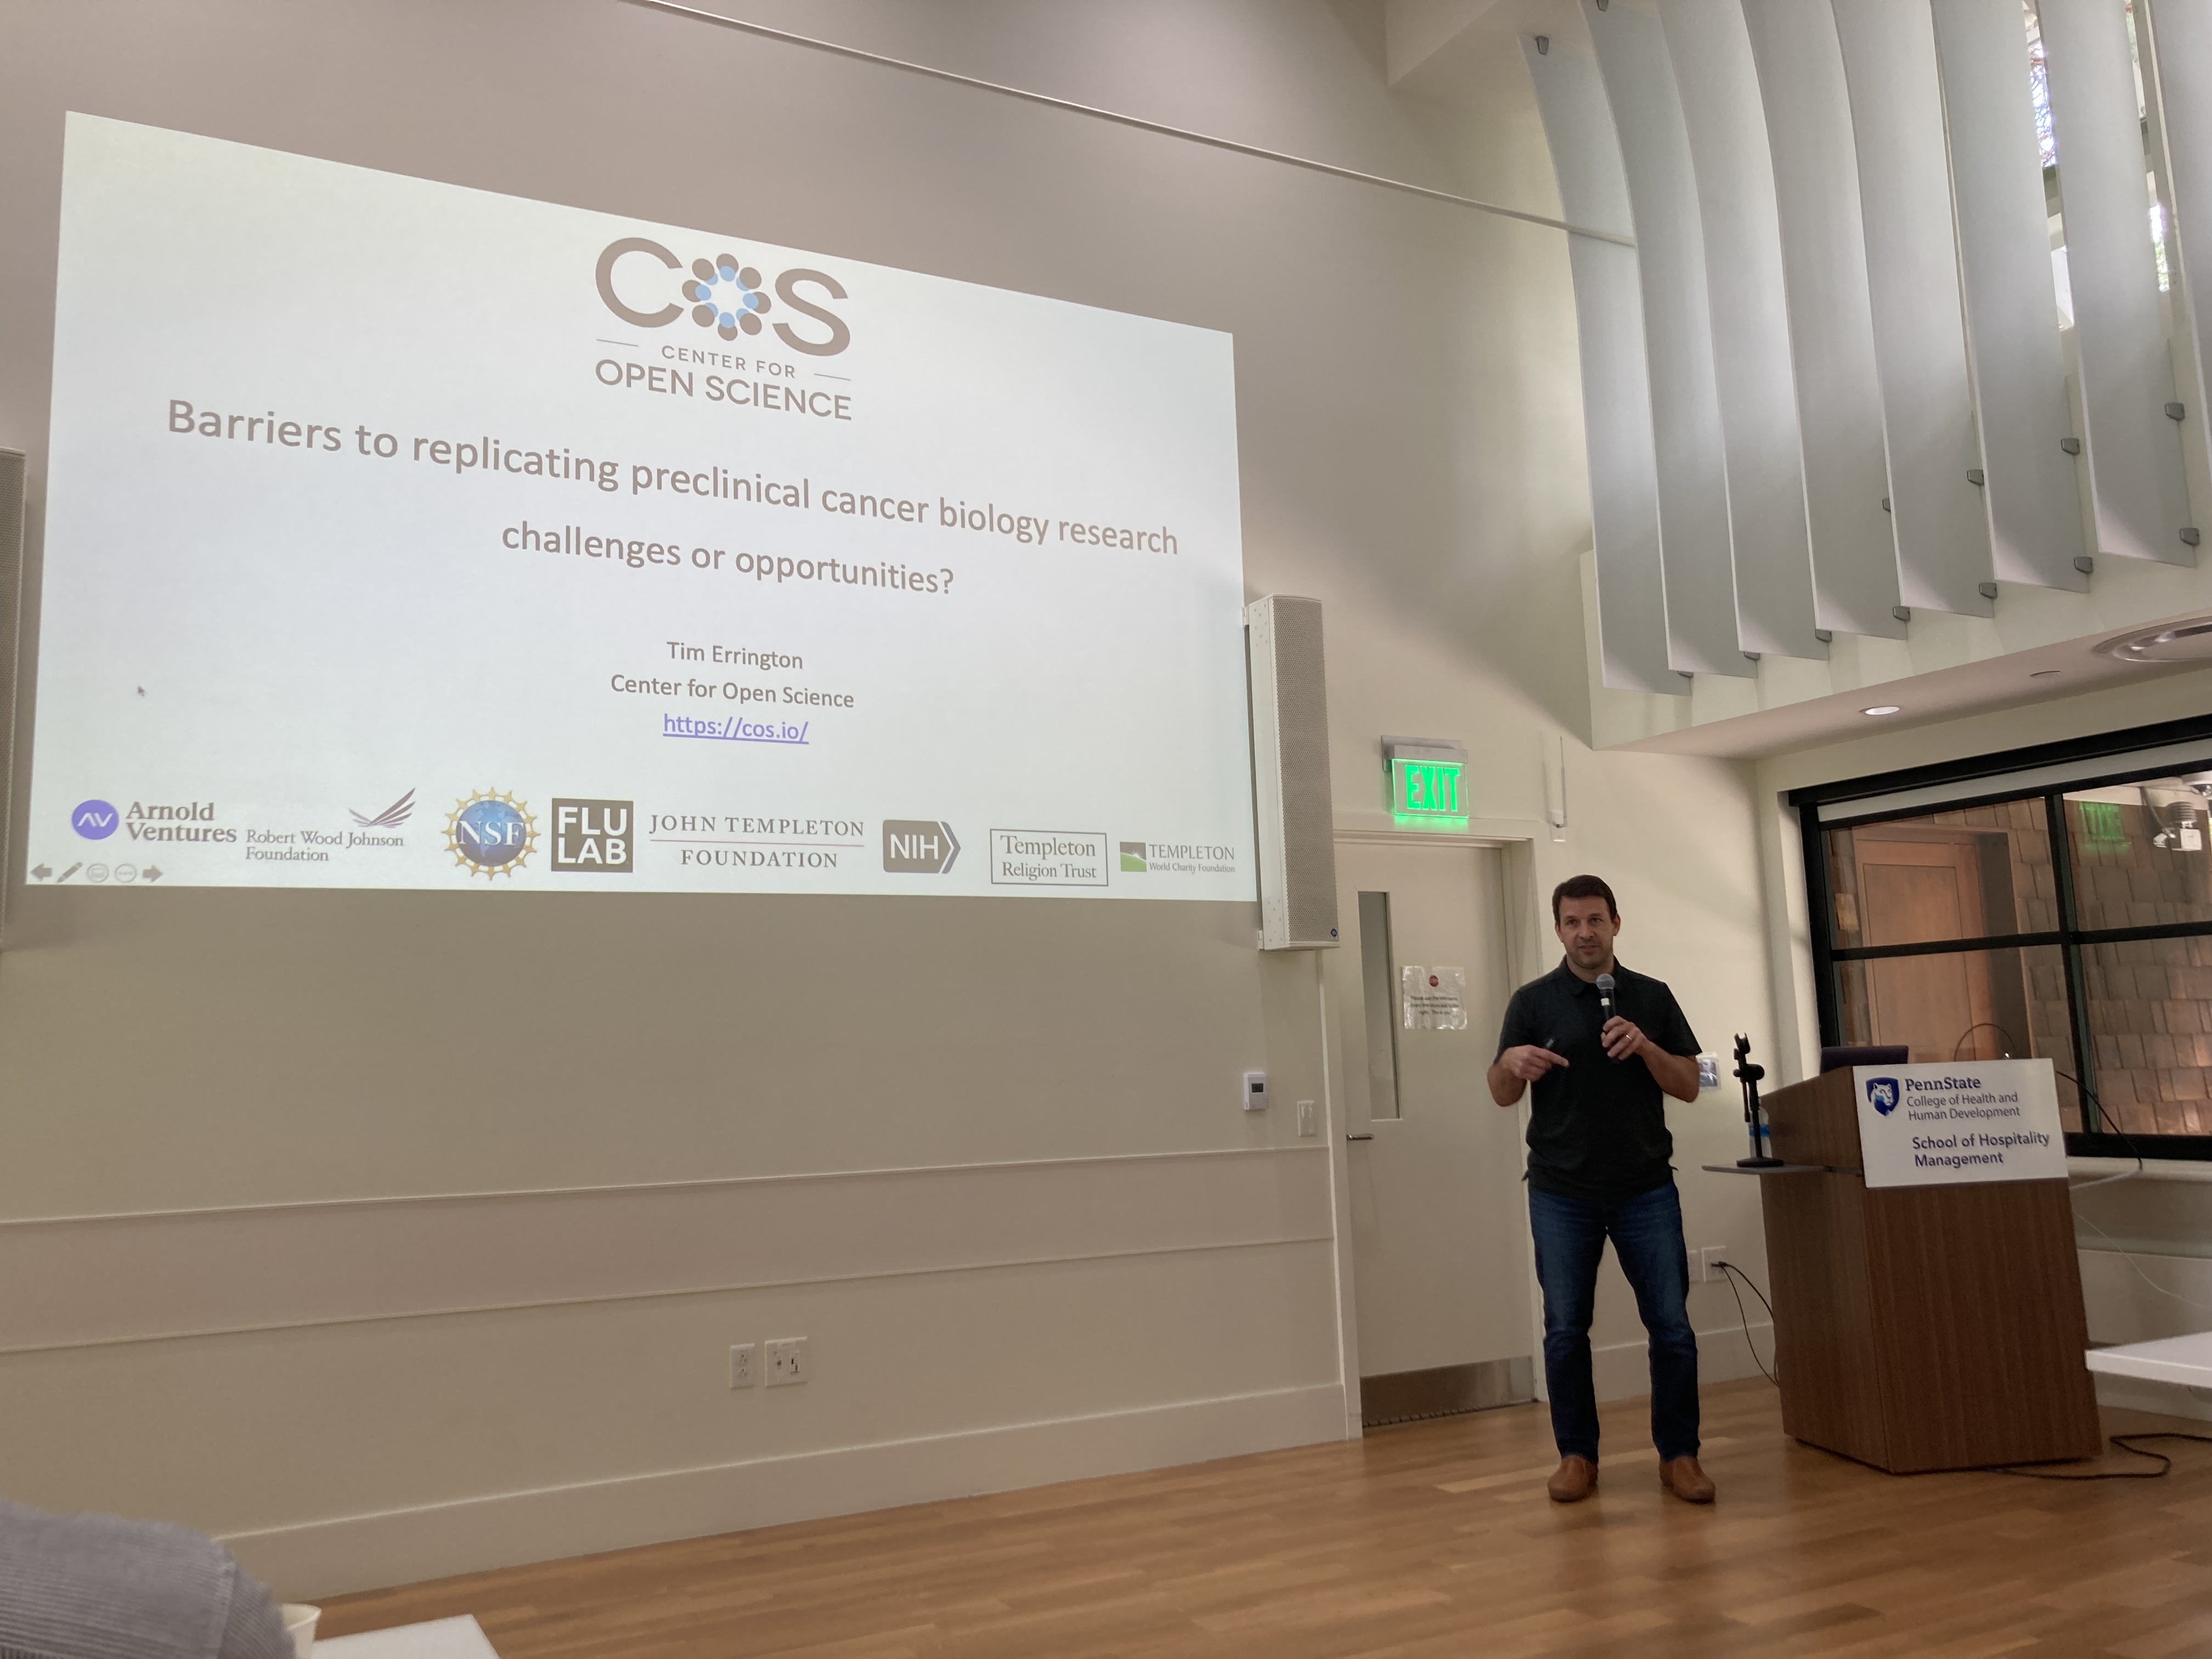 COS
CENTER FOR
OPEN SCIENCE
Barriers to replicating preclinical cancer biology research
challenges or opportunities?
Tim Errington
Center for Open Science
https://cos.io/
Arnold
Ventures
Robert Wood Johnson
Foundation
NSF
FLU
LAB
JOHN TEMPLETON
FOUNDATION
NIH
Templeton
Religion Trust
TEMPLETON
World Charity Foundation
EXIT
PennState
College of Health and
Human Development
School of Hospitality
Management